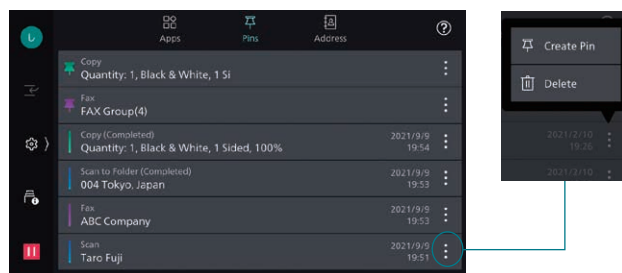 L
Apps
Pins
Address
?
Copy
Quantity: 1, Black & White, 1 Si
Fax
FAX Group(4)
Copy (Completed)
Quantity: 1, Black & White, 1 Sided, 100%
2021/9/9
19:54
Scan to Folder (Completed)
004 Tokyo, Japan
2021/9/9
19:53
Fax
ABC Company
2021/9/9
19:53
Scan
Taro Fuji
2021/9/9
19:51
Create Pin
Delete
2021/2/10
19:26
2021/2/10